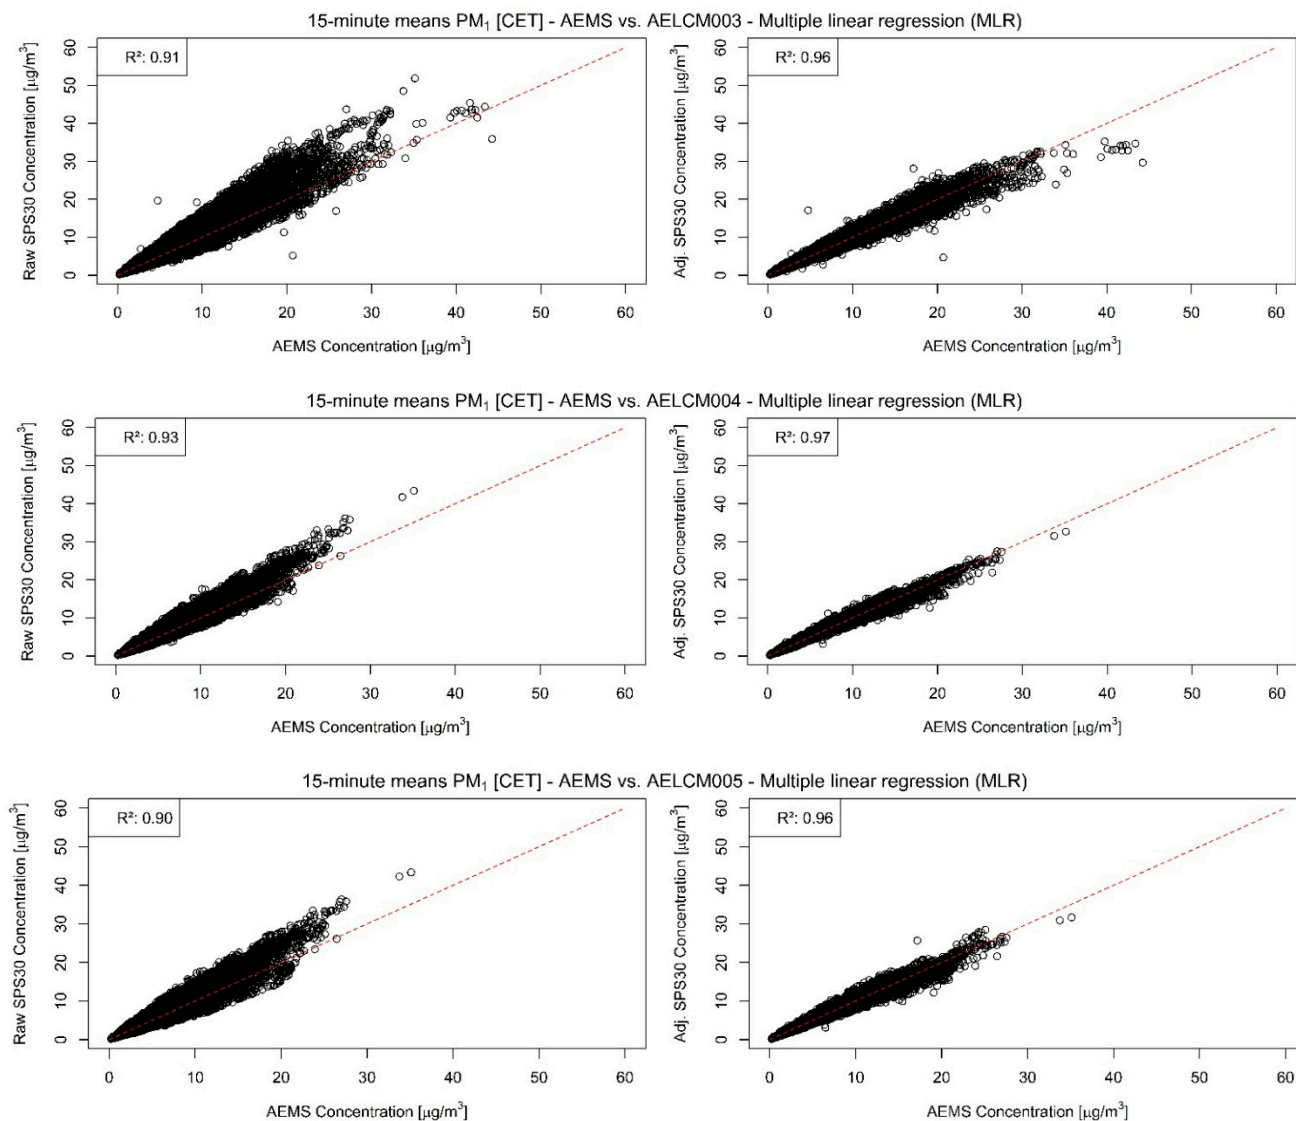 15-minute means PM₁ [CET] - AEMS vs. AELCM003 - Multiple linear regression (MLR)
Raw SPS30 Concentration [µg/m³]
60
50
40
30
20
10
0
R²: 0.91
0 10 20 30 40 50 60
AEMS Concentration [µg/m³]
Adj. SPS30 Concentration [µg/m³]
60
50
40
30
20
10
0
R²: 0.96
0 10 20 30 40 50 60
AEMS Concentration [µg/m³]
15-minute means PM₁ [CET] - AEMS vs. AELCM004 - Multiple linear regression (MLR)
Raw SPS30 Concentration [µg/m³]
60
50
40
30
20
10
0
R²: 0.93
0 10 20 30 40 50 60
AEMS Concentration [µg/m³]
Adj. SPS30 Concentration [µg/m³]
60
50
40
30
20
10
0
R²: 0.97
0 10 20 30 40 50 60
AEMS Concentration [µg/m³]
15-minute means PM₁ [CET] - AEMS vs. AELCM005 - Multiple linear regression (MLR)
Raw SPS30 Concentration [µg/m³]
60
50
40
30
20
10
0
R²: 0.90
0 10 20 30 40 50 60
AEMS Concentration [µg/m³]
Adj. SPS30 Concentration [µg/m³]
60
50
40
30
20
10
0
R²: 0.96
0 10 20 30 40 50 60
AEMS Concentration [µg/m³]